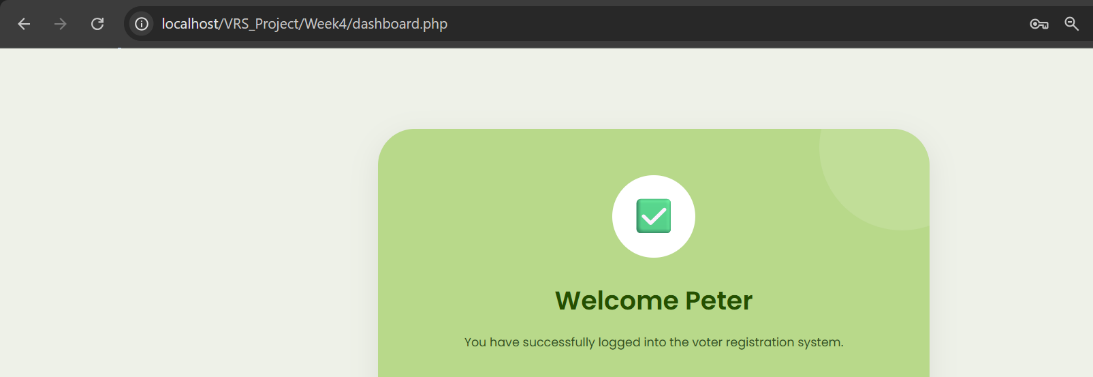 localhost/VRS_Project/Week4/dashboard.php
Welcome Peter
You have successfully logged into the voter registration system.